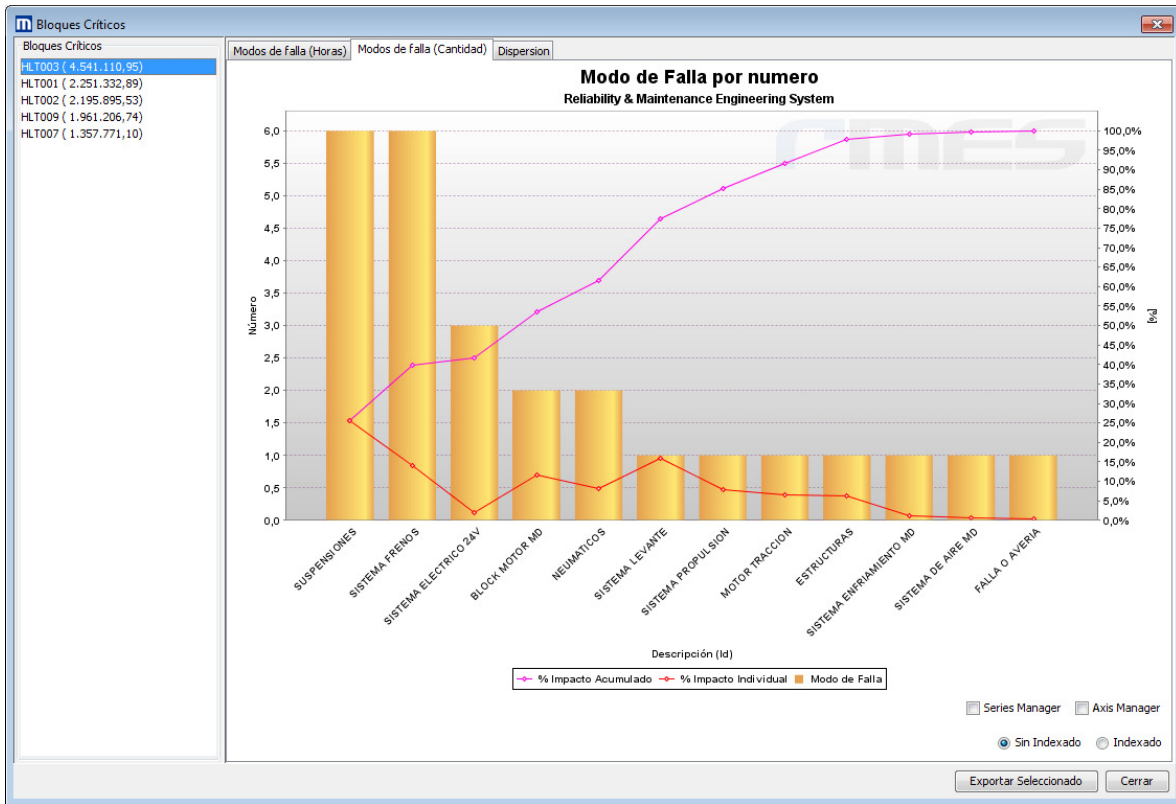 Bloques Críticos
Bloques Críticos
HLT003 ( 4.541.110,95)
HLT001 ( 2.251.332,89)
HLT002 ( 2.195.895,53)
HLT009 ( 1.961.206,74)
HLT007 ( 1.357.771,10)
Modos de falla (Horas) Modos de falla (Cantidad) Dispersion
Modo de Falla por numero
Reliability & Maintenance Engineering System
rmes
6,0
5,5
5,0
4,5
4,0
3,5
3,0
2,5
2,0
1,5
1,0
0,5
0,0
Número
100,0%
95,0%
90,0%
85,0%
80,0%
75,0%
70,0%
65,0%
60,0%
55,0%
50,0%
45,0%
40,0%
35,0%
30,0%
25,0%
20,0%
15,0%
10,0%
5,0%
0,0%
[%]
SUSPENSIONES
SISTEMA FRENOS
SISTEMA ELECTRICO 24V
BLOCK MOTOR MD
NEUMATICOS
SISTEMA LEVANTE
SISTEMA PROPULSION
MOTOR TRACCION
ESTRUCTURAS
SISTEMA ENFRIAMIENTO MD
SISTEMA DE AIRE MD
FALLA O AVERIA
Descripción (Id)
% Impacto Acumulado % Impacto Individual Modo de Falla
Series Manager Axis Manager
Sin Indexado Indexado
Exportar Seleccionado Cerrar